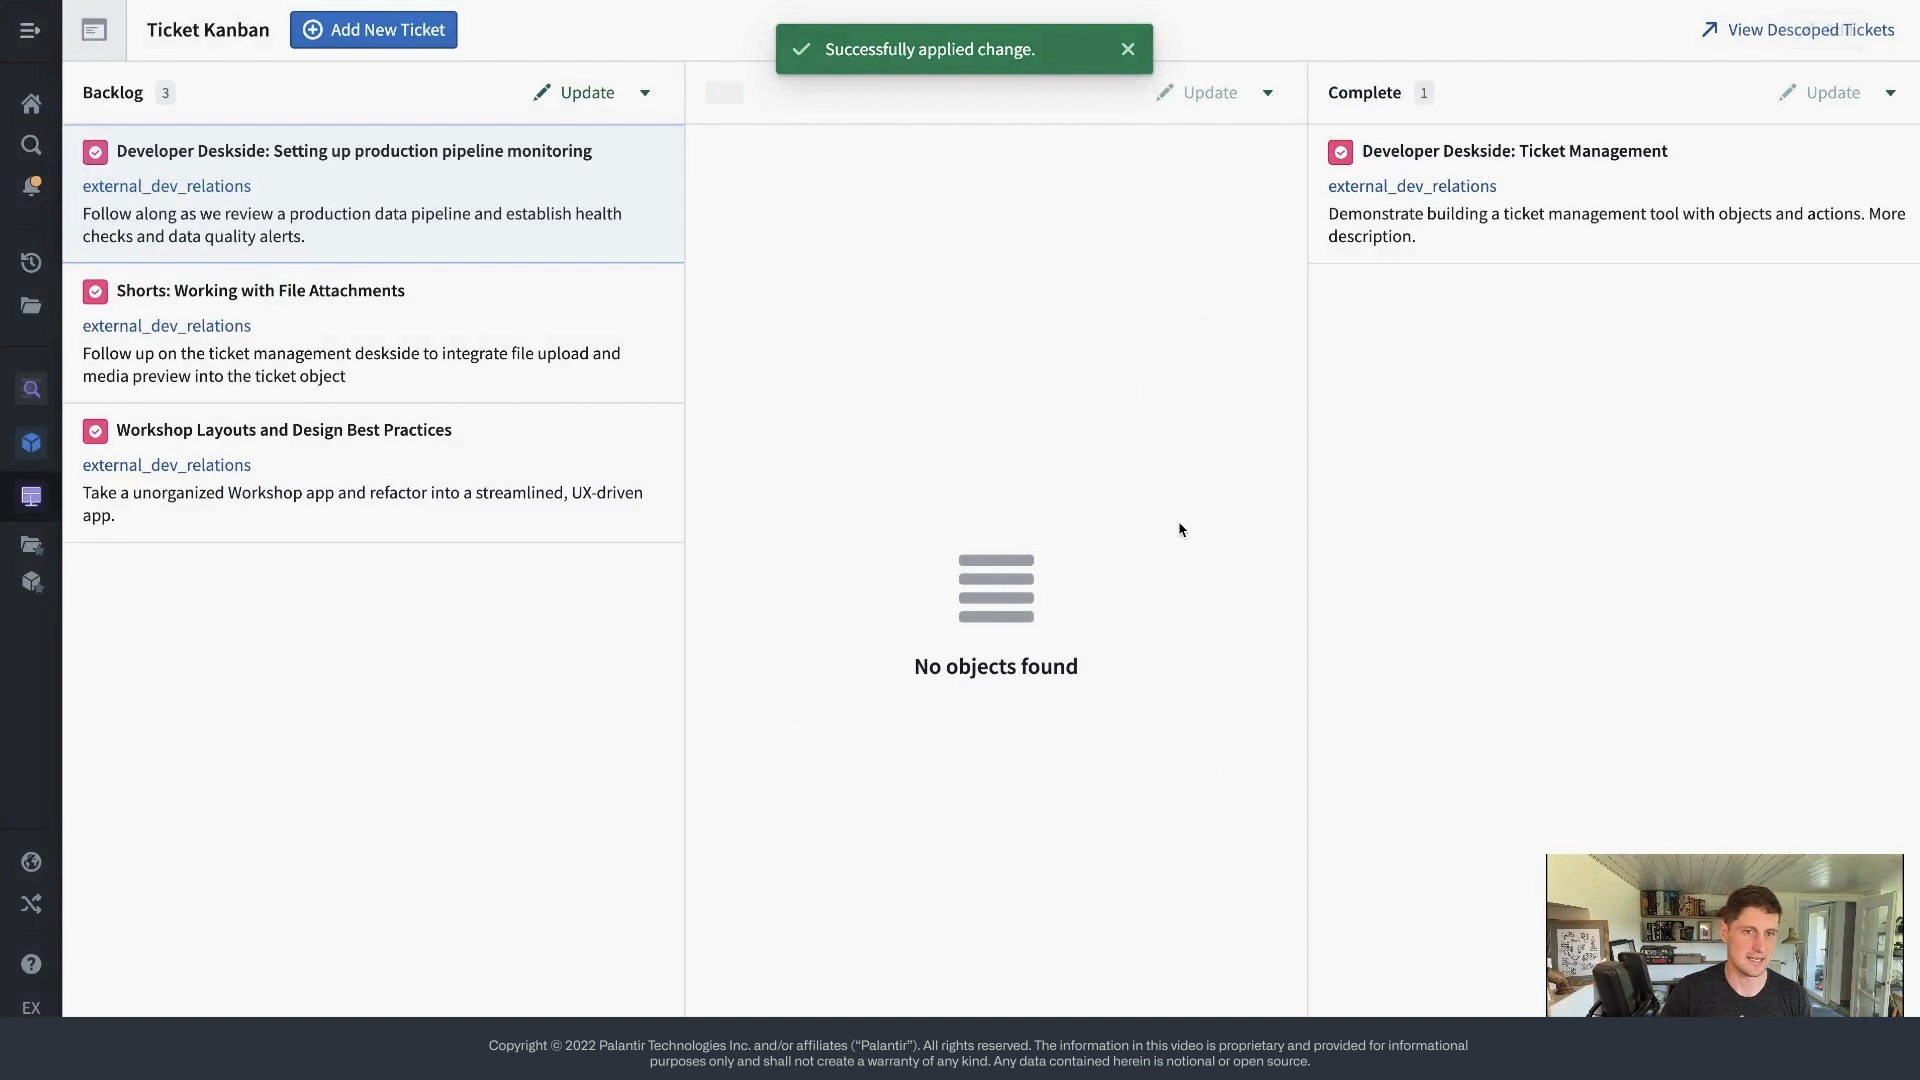 Ticket Kanban
Add New Ticket
Successfully applied change.
View Descoped Tickets
Backlog 3
Update
Update
Complete 1
Update
Developer Deskside: Setting up production pipeline monitoring
external_dev_relations
Follow along as we review a production data pipeline and establish health
checks and data quality alerts.
Shorts: Working with File Attachments
external_dev_relations
Follow up on the ticket management deskside to integrate file upload and
media preview into the ticket object
Workshop Layouts and Design Best Practices
external_dev_relations
Take a unorganized Workshop app and refactor into a streamlined, UX-driven
app.
No objects found
Developer Deskside: Ticket Management
external_dev_relations
Demonstrate building a ticket management tool with objects and actions. More
description.
EX
Copyright © 2022 Palantir Technologies Inc. and/or affiliates (“Palantir”). All rights reserved. The information in this video is proprietary and provided for informational
purposes only and shall not create a warranty of any kind. Any data contained herein is notional or open source.